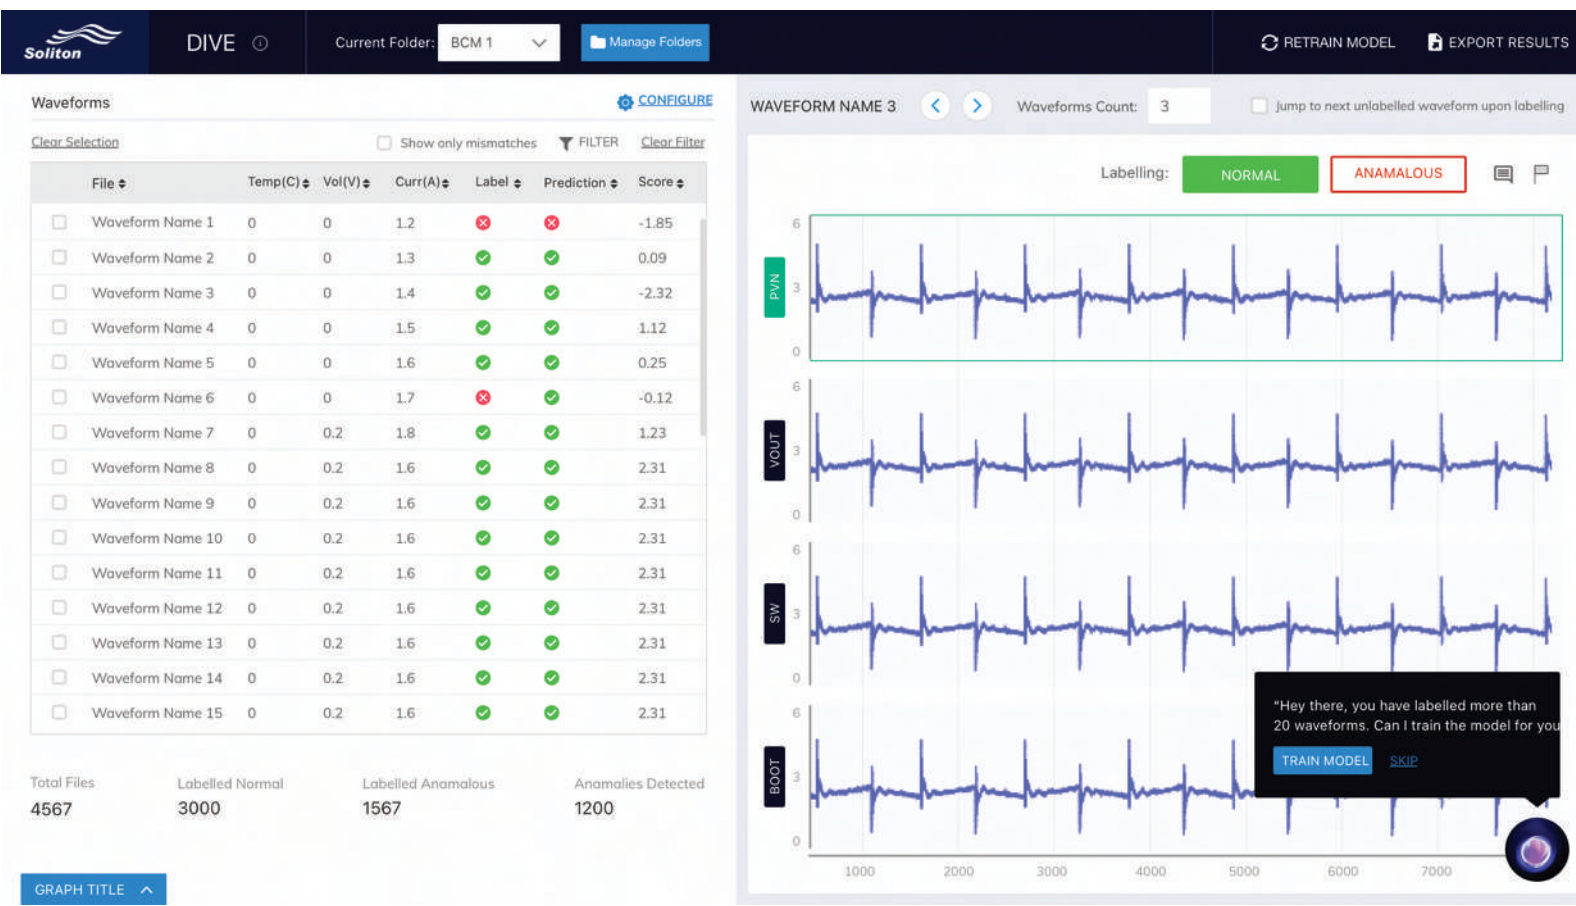 Soliton
DIVE
Current Folder: BCM 1
Manage Folders
RETRAIN MODEL
EXPORT RESULTS
Waveforms
CONFIGURE
Clear Selection
Show only mismatches
FILTER
Clear Filter
File Temp(C) Vol(V) Curr(A) Label Prediction Score
Waveform Name 1 0 0 1.2 -1.85
Waveform Name 2 0 0 1.3 0.09
Waveform Name 3 0 0 1.4 -2.32
Waveform Name 4 0 0 1.5 1.12
Waveform Name 5 0 0 1.6 0.25
Waveform Name 6 0 0 1.7 -0.12
Waveform Name 7 0 0.2 1.8 1.23
Waveform Name 8 0 0.2 1.6 2.31
Waveform Name 9 0 0.2 1.6 2.31
Waveform Name 10 0 0.2 1.6 2.31
Waveform Name 11 0 0.2 1.6 2.31
Waveform Name 12 0 0.2 1.6 2.31
Waveform Name 13 0 0.2 1.6 2.31
Waveform Name 14 0 0.2 1.6 2.31
Waveform Name 15 0 0.2 1.6 2.31
Total Files Labelled Normal Labelled Anamalous Anamalies Detected
4567 3000 1567 1200
GRAPH TITLE
WAVEFORM NAME 3
Waveforms Count: 3
Jump to next unlabelled waveform upon labelling
Labelling: NORMAL ANAMALOUS
6
PVN
3
0
6
VOUT
3
0
6
SW
3
0
6
BOOT
3
0
1000 2000 3000 4000 5000 6000 7000
"Hey there, you have labelled more than
20 waveforms. Can I train the model for you
TRAIN MODEL SKIP